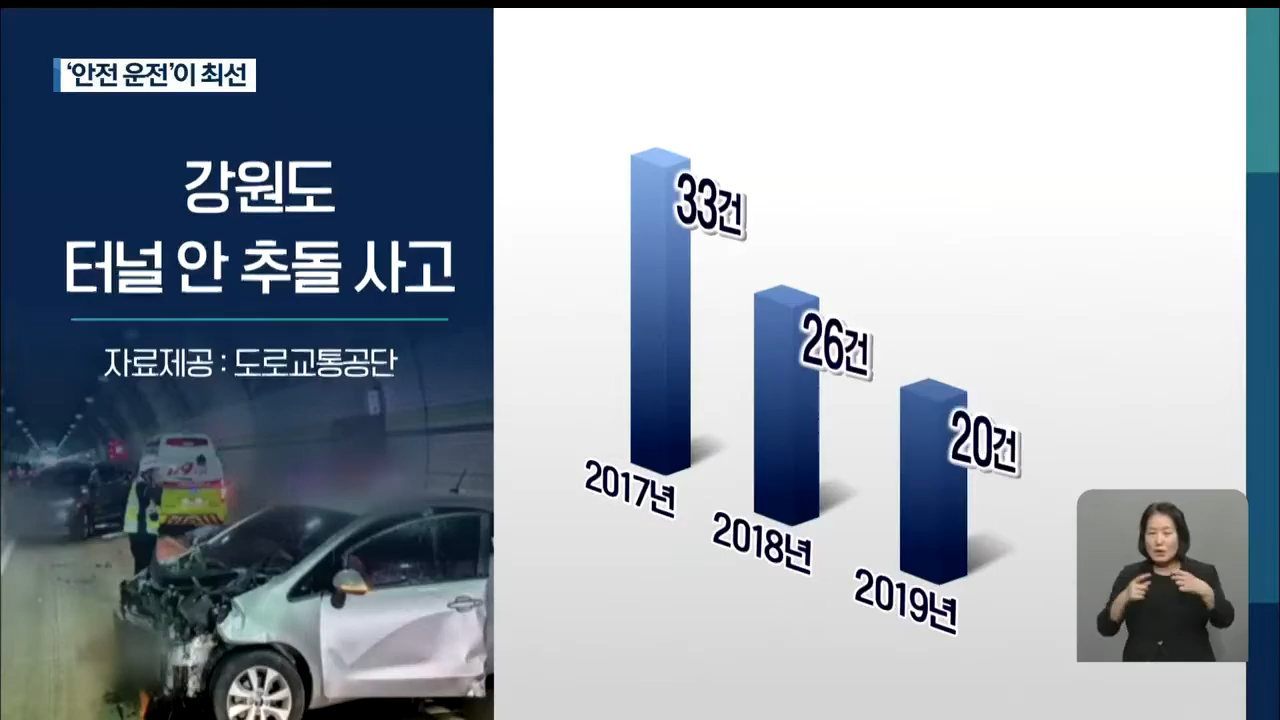 ‘안전 운전’이 최선
강원도
터널 안 추돌 사고
자료제공 : 도로교통공단
33건
26건
20건
2017년
2018년
2019년